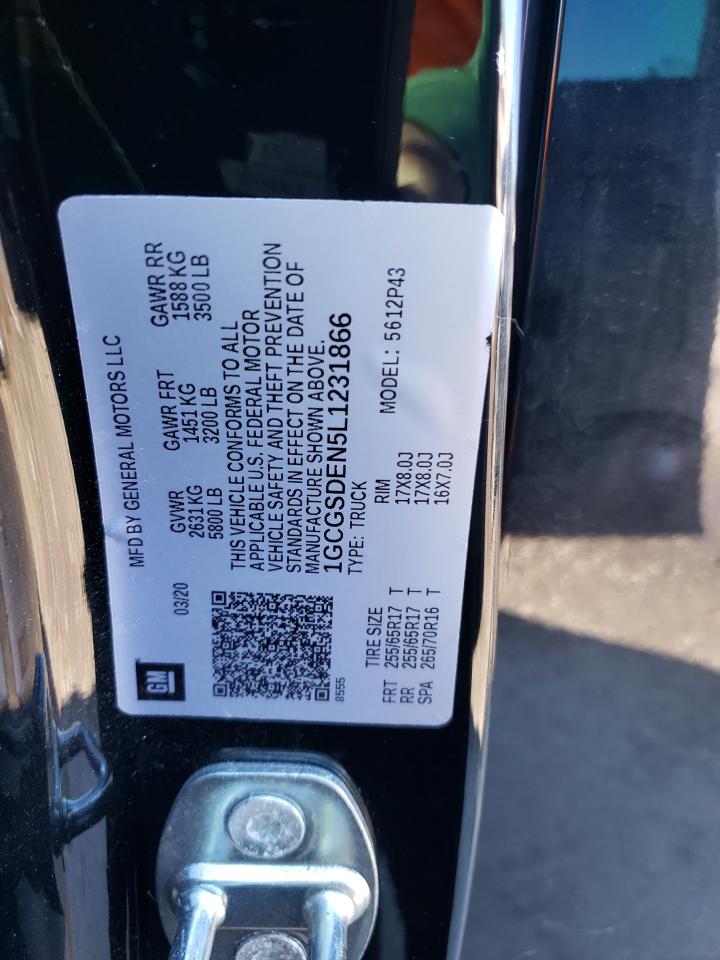 GM
MFD BY GENERAL MOTORS LLC
03/20
GVWR GAWR FRT GAWR RR
2631 KG 1451 KG 1588 KG
5800 LB 3200 LB 3500 LB
THIS VEHICLE CONFORMS TO ALL
APPLICABLE U.S. FEDERAL MOTOR
VEHICLE SAFETY AND THEFT PREVENTION
STANDARDS IN EFFECT ON THE DATE OF
MANUFACTURE SHOWN ABOVE.
1GCGSDEN5L1231866
8555
TYPE: TRUCK
TIRE SIZE RIM MODEL: 5612P43
FRT 255/65R17 T 17X8.0J
RR 255/65R17 T 17X8.0J
SPA 265/70R16 T 16X7.0J